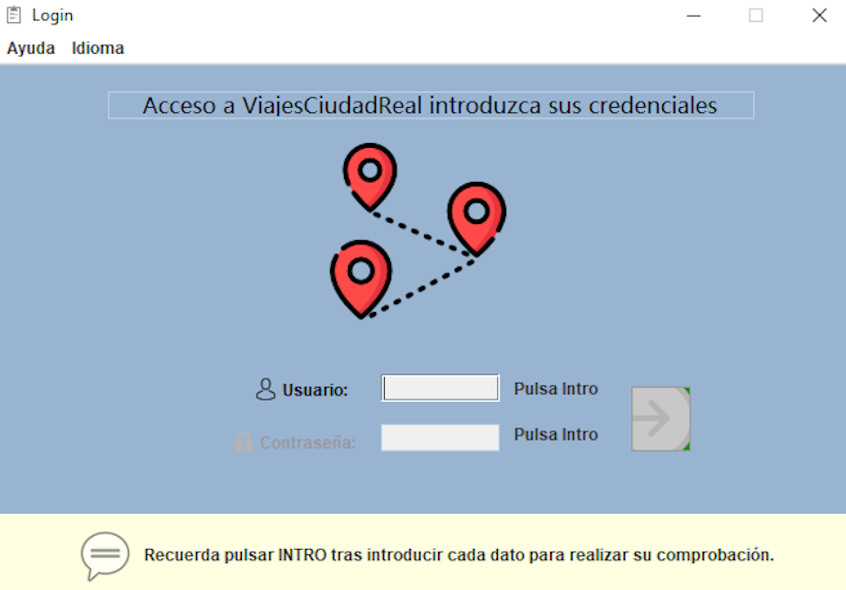 Login
Ayuda Idioma
Acceso a ViajesCiudadReal introduzca sus credenciales
Usuario: Pulsa Intro
Contraseña: Pulsa Intro
Recuerda pulsar INTRO tras introducir cada dato para realizar su comprobación.